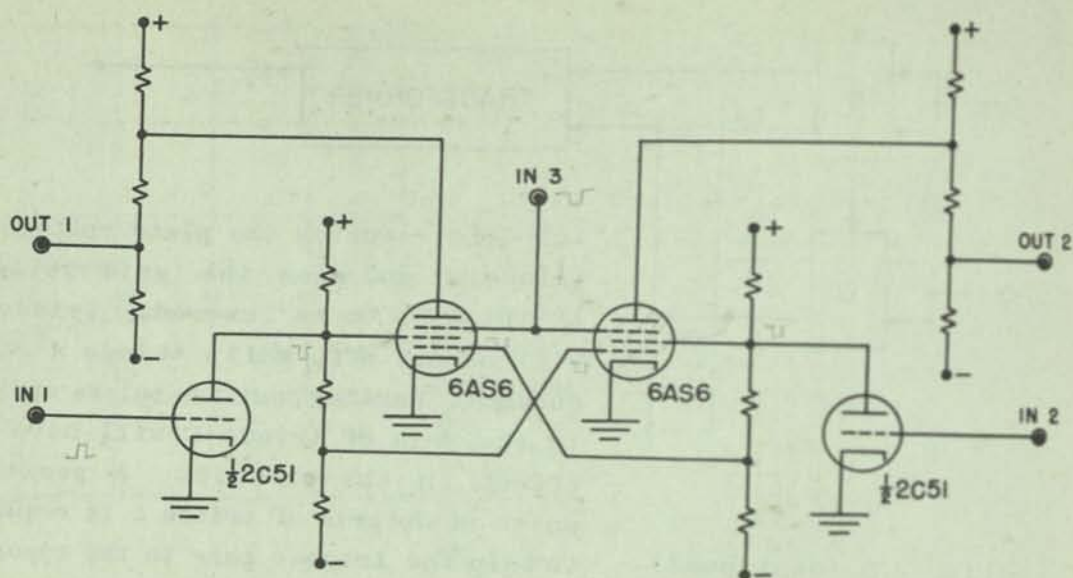 +
+
IN 3
OUT 1
+
+
OUT 2
-
6AS6
6AS6
-
IN 1
IN 2
½2C51
½2C51
-
-